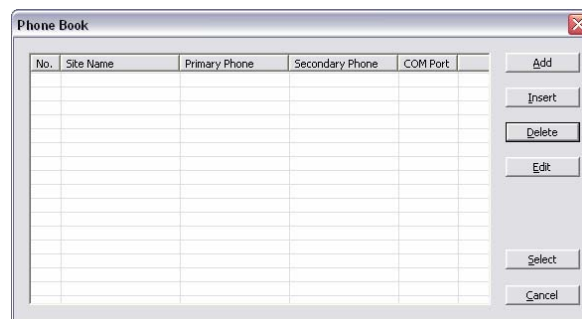 Phone Book
No. Site Name Primary Phone Secondary Phone COM Port
Add
Insert
Delete
Edit
Select
Cancel